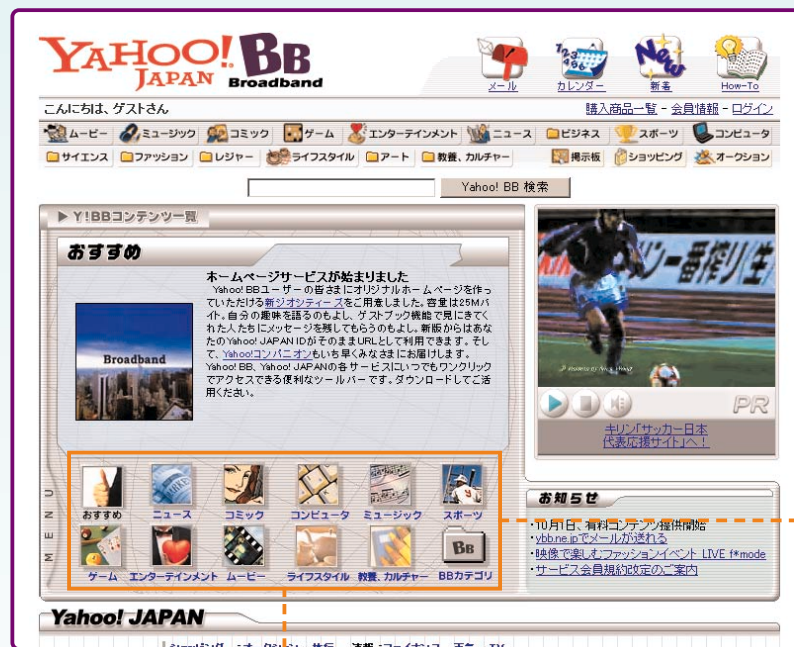 YAHOO! BB
JAPAN Broadband
メール カレンダー 新着 How-To
こんにちは、ゲストさん
購入商品一覧 - 会員情報 - ログイン
ムービー ミュージック コミック ゲーム エンターテインメント ニュース ビジネス スポーツ コンピュータ
サイエンス ファッション レジャー ライフスタイル アート 教養、カルチャー 掲示板 ショッピング オークション
Yahoo! BB 検索
Y!BBコンテンツ一覧
おすすめ
ホームページサービスが始まりました
Yahoo! BBユーザーの皆さまにオリジナルホームページを作っ
ていただける新ジオシティーズをご用意しました。容量は25Mバ
イト。自分の趣味を語るのもよし、ゲストブック機能で見にきてく
れた人たちにメッセージを残してもらうのもよし。新版からはあな
たのYahoo! JAPAN IDがそのままURLとして利用できます。そし
て、Yahoo!コンパニオンもいち早くみなさまにお届けします。
Yahoo! BB、Yahoo! JAPANの各サービスにいつでもワンクリック
でアクセスできる便利なツールバーです。ダウンロードしてご活
用ください。
Broadband
一番搾り生
PR
キリン「サッカー日本
代表応援サイト」へ！
MENU
おすすめ ニュース コミック コンピュータ ミュージック スポーツ
BB
ゲーム エンターテインメント ムービー ライフスタイル 教養、カルチャー BBカテゴリ
お知らせ
・10月1日、有料コンテンツ提供開始
・ybb.ne.jpでメールが送れる
・映像で楽しむファッションイベント LIVE f*mode
・サービス会員規約改定のご案内
Yahoo! JAPAN